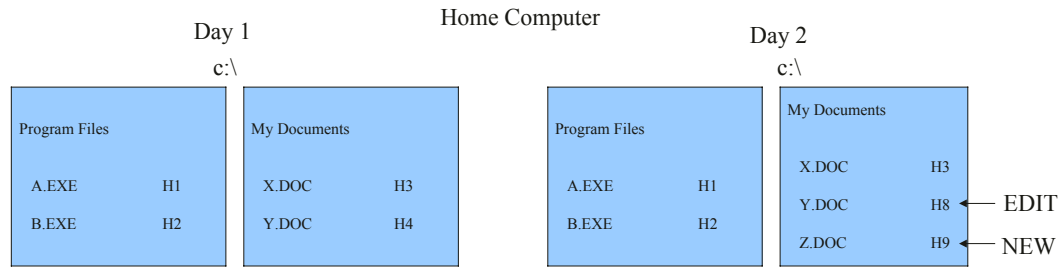 Home Computer
Day 1
c:\
Program Files
A.EXE H1
B.EXE H2
My Documents
X.DOC H3
Y.DOC H4
Day 2
c:\
Program Files
A.EXE H1
B.EXE H2
My Documents
X.DOC H3
Y.DOC H8 EDIT
Z.DOC H9 NEW